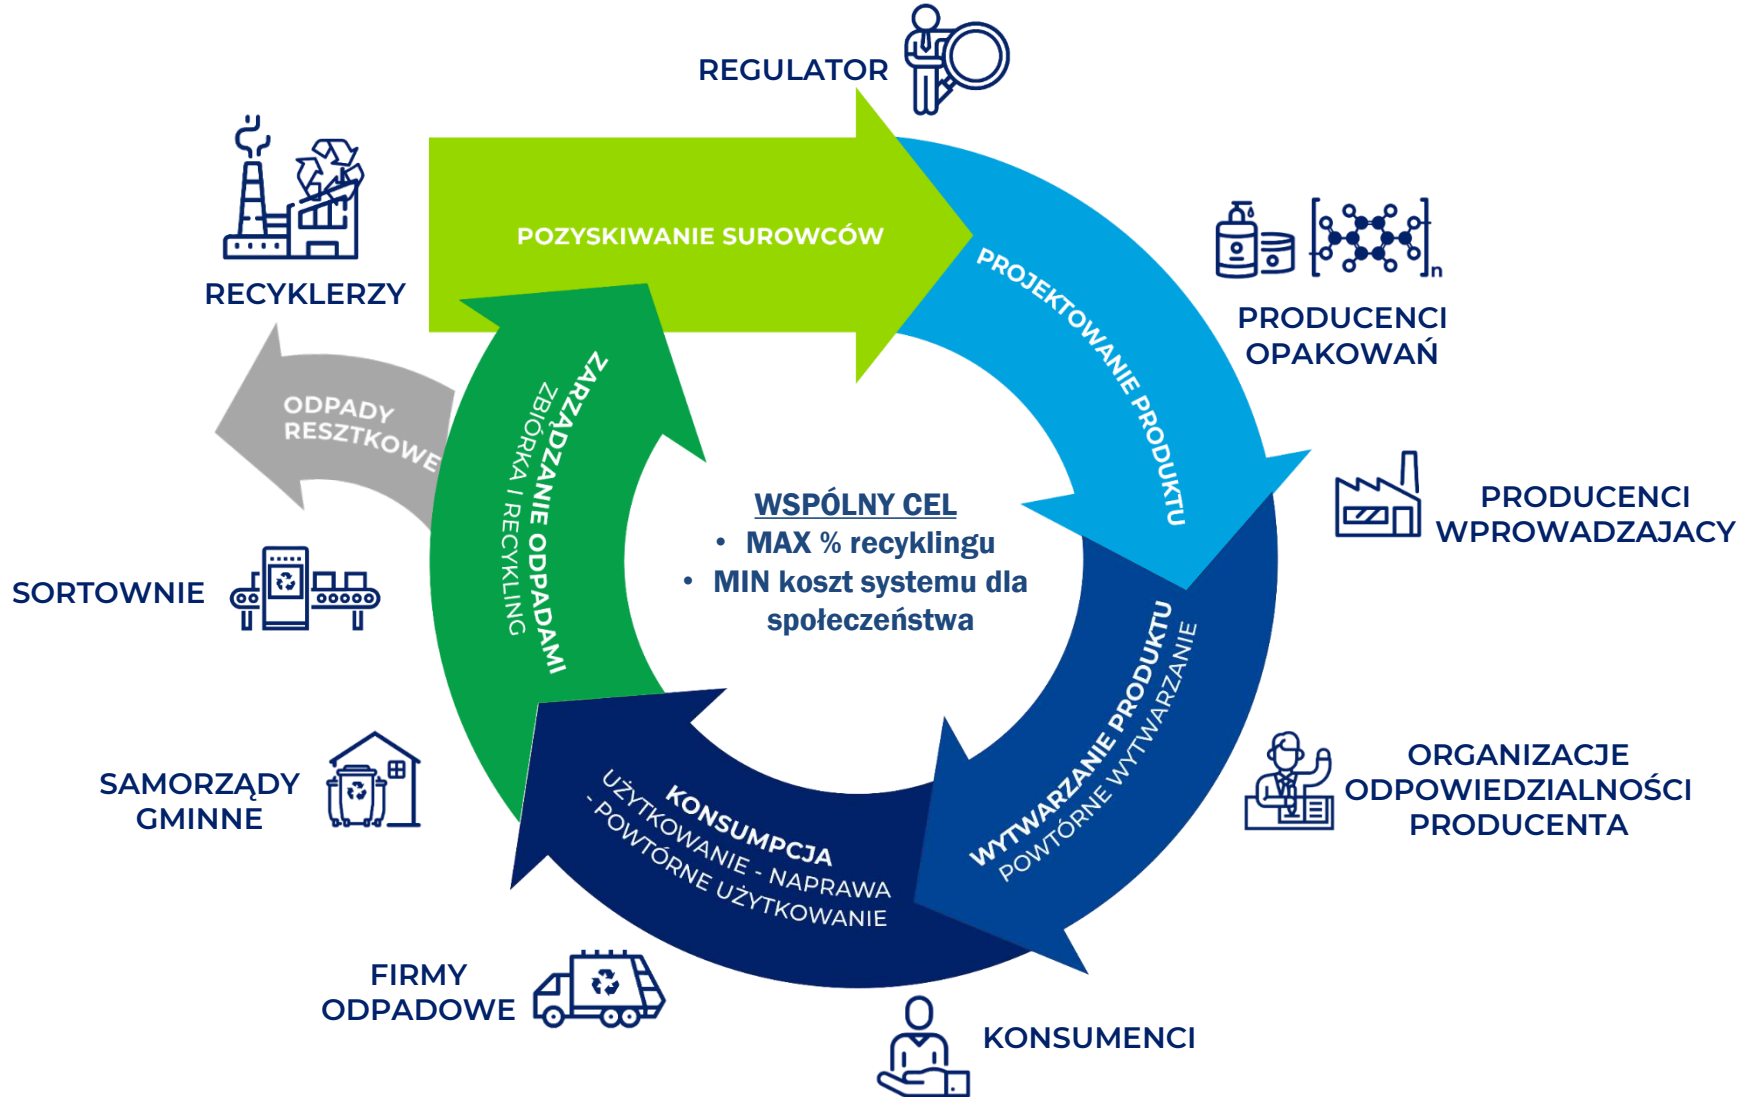 REGULATOR
POZYSKIWANIE SUROWCÓW
PROJEKTOWANIE PRODUKTU
PRODUCENCI
OPAKOWAŃ
n
PRODUCENCI
WPROWADZAJACY
WYTWARZANIE PRODUKTU
POWTÓRNE WYTWARZANIE
ORGANIZACJE
ODPOWIEDZIALNOŚCI
PRODUCENTA
KONSUMENCI
KONSUMPCJA
UŻYTKOWANIE - NAPRAWA
- POWTÓRNE UŻYTKOWANIE
FIRMY
ODPADOWE
SAMORZĄDY
GMINNE
SORTOWNIE
ZARZĄDZANIE ODPADAMI
ZBIÓRKA I RECYKLING
ODPADY
RESZTKOWE
RECYKLERZY
WSPÓLNY CEL
• MAX % recyklingu
• MIN koszt systemu dla
społeczeństwa